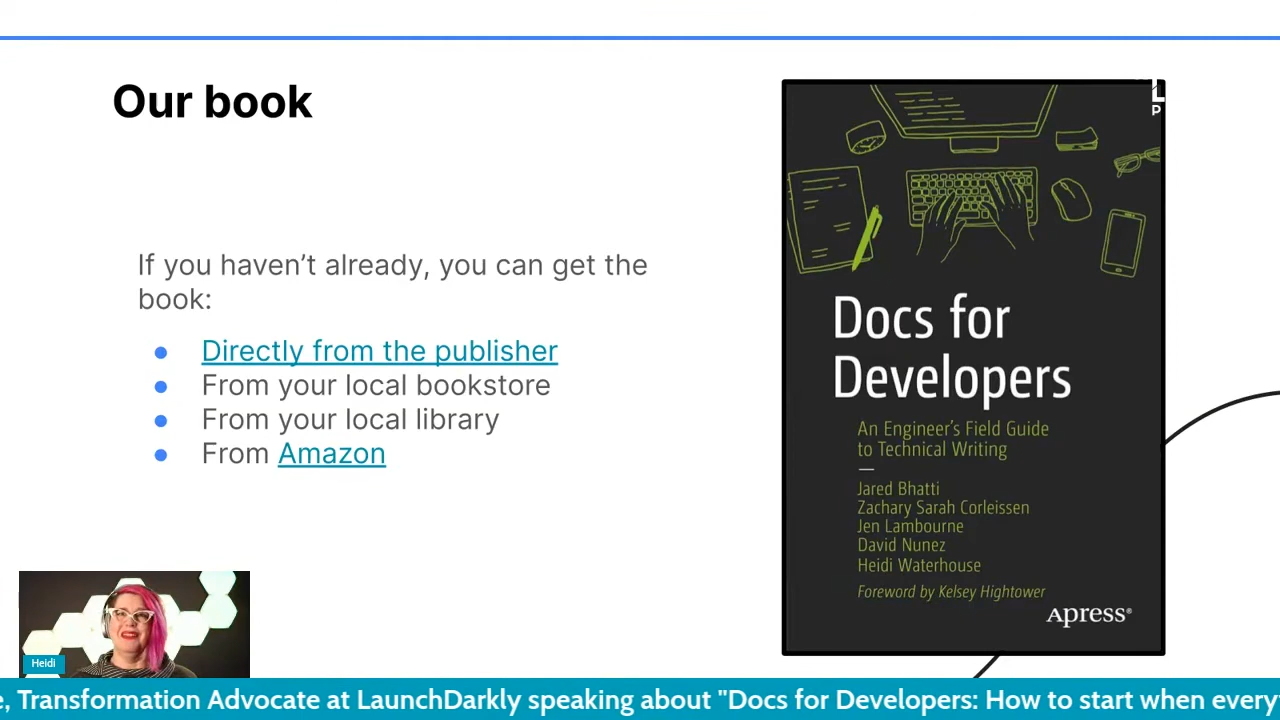 Our book
If you haven’t already, you can get the
book:
● Directly from the publisher
● From your local bookstore
● From your local library
● From Amazon
P
Docs for
Developers
An Engineer’s Field Guide
to Technical Writing
—
Jared Bhatti
Zachary Sarah Corleissen
Jen Lambourne
David Nunez
Heidi Waterhouse
Foreword by Kelsey Hightower
Apress®
Heidi
e, Transformation Advocate at LaunchDarkly speaking about "Docs for Developers: How to start when every